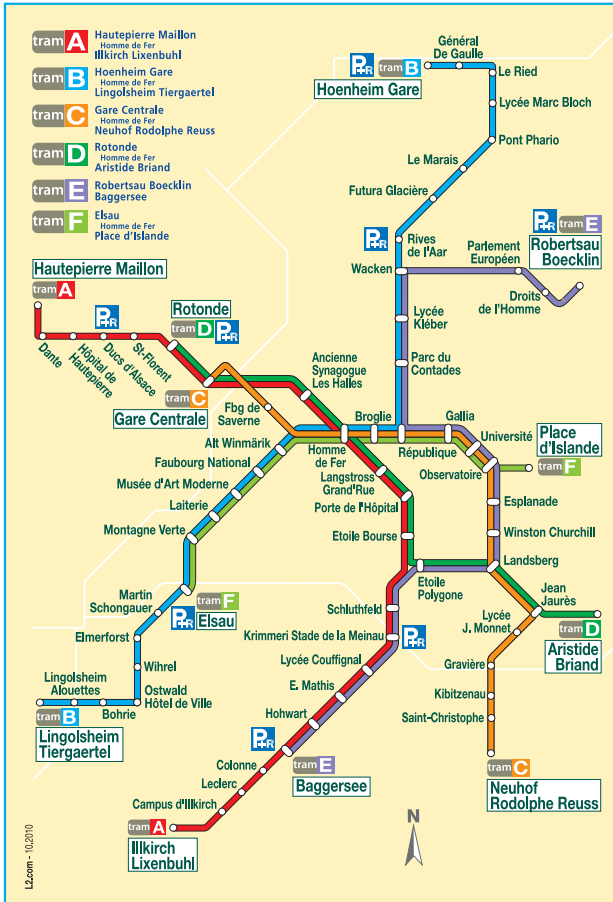 tram A Hautepierre Maillon
Homme de Fer
Illkirch Lixenbuhl
tram B Hoenheim Gare
Homme de Fer
Lingolsheim Tiergaertel
tram C Gare Centrale
Homme de Fer
Neuhof Rodolphe Reuss
tram D Rotonde
Homme de Fer
Aristide Briand
tram E Robertsau Boecklin
Baggersee
tram F Elsau
Homme de Fer
Place d'Islande
P+R tram B
Hoenheim Gare
Général
De Gaulle
Le Ried
Lycée Marc Bloch
Pont Phario
Le Marais
Futura Glacière
P+R
Rives
de l'Aar
Wacken
Parlement
Européen
P+R tram E
Robertsau
Boecklin
Droits
de l'Homme
Lycée
Kléber
Parc du
Contades
Hautepierre Maillon
tram A
P+R
Dante
Hôpital de
Hautepierre
Ducs d'Alsace
St-Florent
Rotonde
tram D P+R
tram C
Gare Centrale
Ancienne
Synagogue
Les Halles
Fbg de
Saverne
Alt Winmärik
Faubourg National
Musée d'Art Moderne
Laiterie
Montagne Verte
Broglie
Homme
de Fer
République
Gallia
Université
Observatoire
Place
d'Islande
tram F
Langstross
Grand'Rue
Porte de l'Hôpital
Etoile Bourse
Esplanade
Winston Churchill
Landsberg
Etoile
Polygone
Martin
Schongauer
P+R tram F
Elsau
Elmerforst
Wihrel
Ostwald
Hôtel de Ville
Bohrie
Lingolsheim
Alouettes
tram B
Lingolsheim
Tiergaertel
Schluthfeld
Krimmeri Stade de la Meinau
P+R
Lycée Couffignal
E. Mathis
Hohwart
P+R
tram E
Baggersee
Colonne
Leclerc
Campus d'Illkirch
tram A
Illkirch
Lixenbuhl
Jean
Jaurès
tram D
Aristide
Briand
Lycée
J. Monnet
Gravière
Kibitzenau
Saint-Christophe
tram C
Neuhof
Rodolphe Reuss
N
L2.com - 10.2010